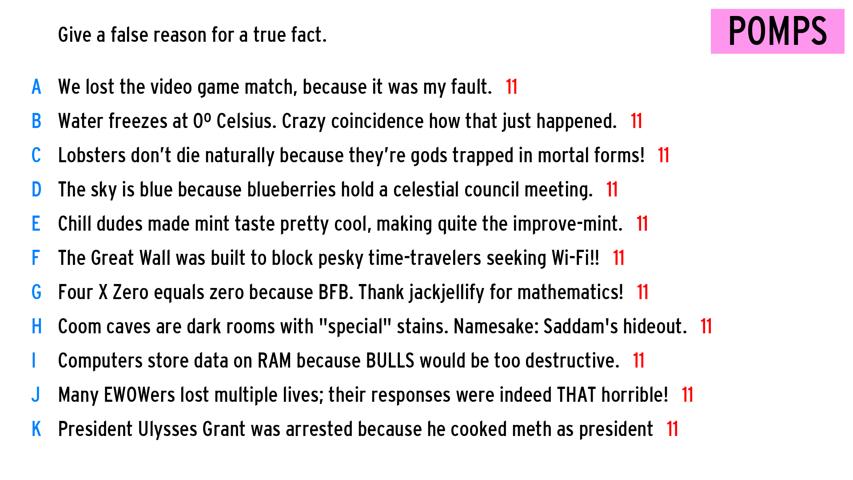 Give a false reason for a true fact.
POMPS
A We lost the video game match, because it was my fault. 11
B Water freezes at 0º Celsius. Crazy coincidence how that just happened. 11
C Lobsters don't die naturally because they're gods trapped in mortal forms! 11
D The sky is blue because blueberries hold a celestial council meeting. 11
E Chill dudes made mint taste pretty cool, making quite the improve-mint. 11
F The Great Wall was built to block pesky time-travelers seeking Wi-Fi!! 11
G Four X Zero equals zero because BFB. Thank jackjellify for mathematics! 11
H Coom caves are dark rooms with "special" stains. Namesake: Saddam's hideout. 11
I Computers store data on RAM because BULLS would be too destructive. 11
J Many EWOWers lost multiple lives; their responses were indeed THAT horrible! 11
K President Ulysses Grant was arrested because he cooked meth as president 11